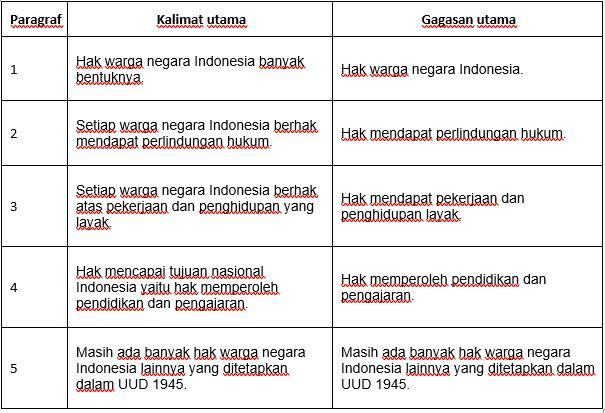 Paragraf Kalimat utama Gagasan utama
1 Hak warga negara Indonesia banyak bentuknya. Hak warga negara Indonesia.
2 Setiap warga negara Indonesia berhak mendapat perlindungan hukum. Hak mendapat perlindungan hukum.
3 Setiap warga negara Indonesia berhak atas pekerjaan dan penghidupan yang layak. Hak mendapat pekerjaan dan penghidupan layak.
4 Hak mencapai tujuan nasional Indonesia yaitu hak memperoleh pendidikan dan pengajaran. Hak memperoleh pendidikan dan pengajaran.
5 Masih ada banyak hak warga negara Indonesia lainnya yang ditetapkan dalam UUD 1945. Masih ada banyak hak warga negara Indonesia lainnya yang ditetapkan dalam UUD 1945.